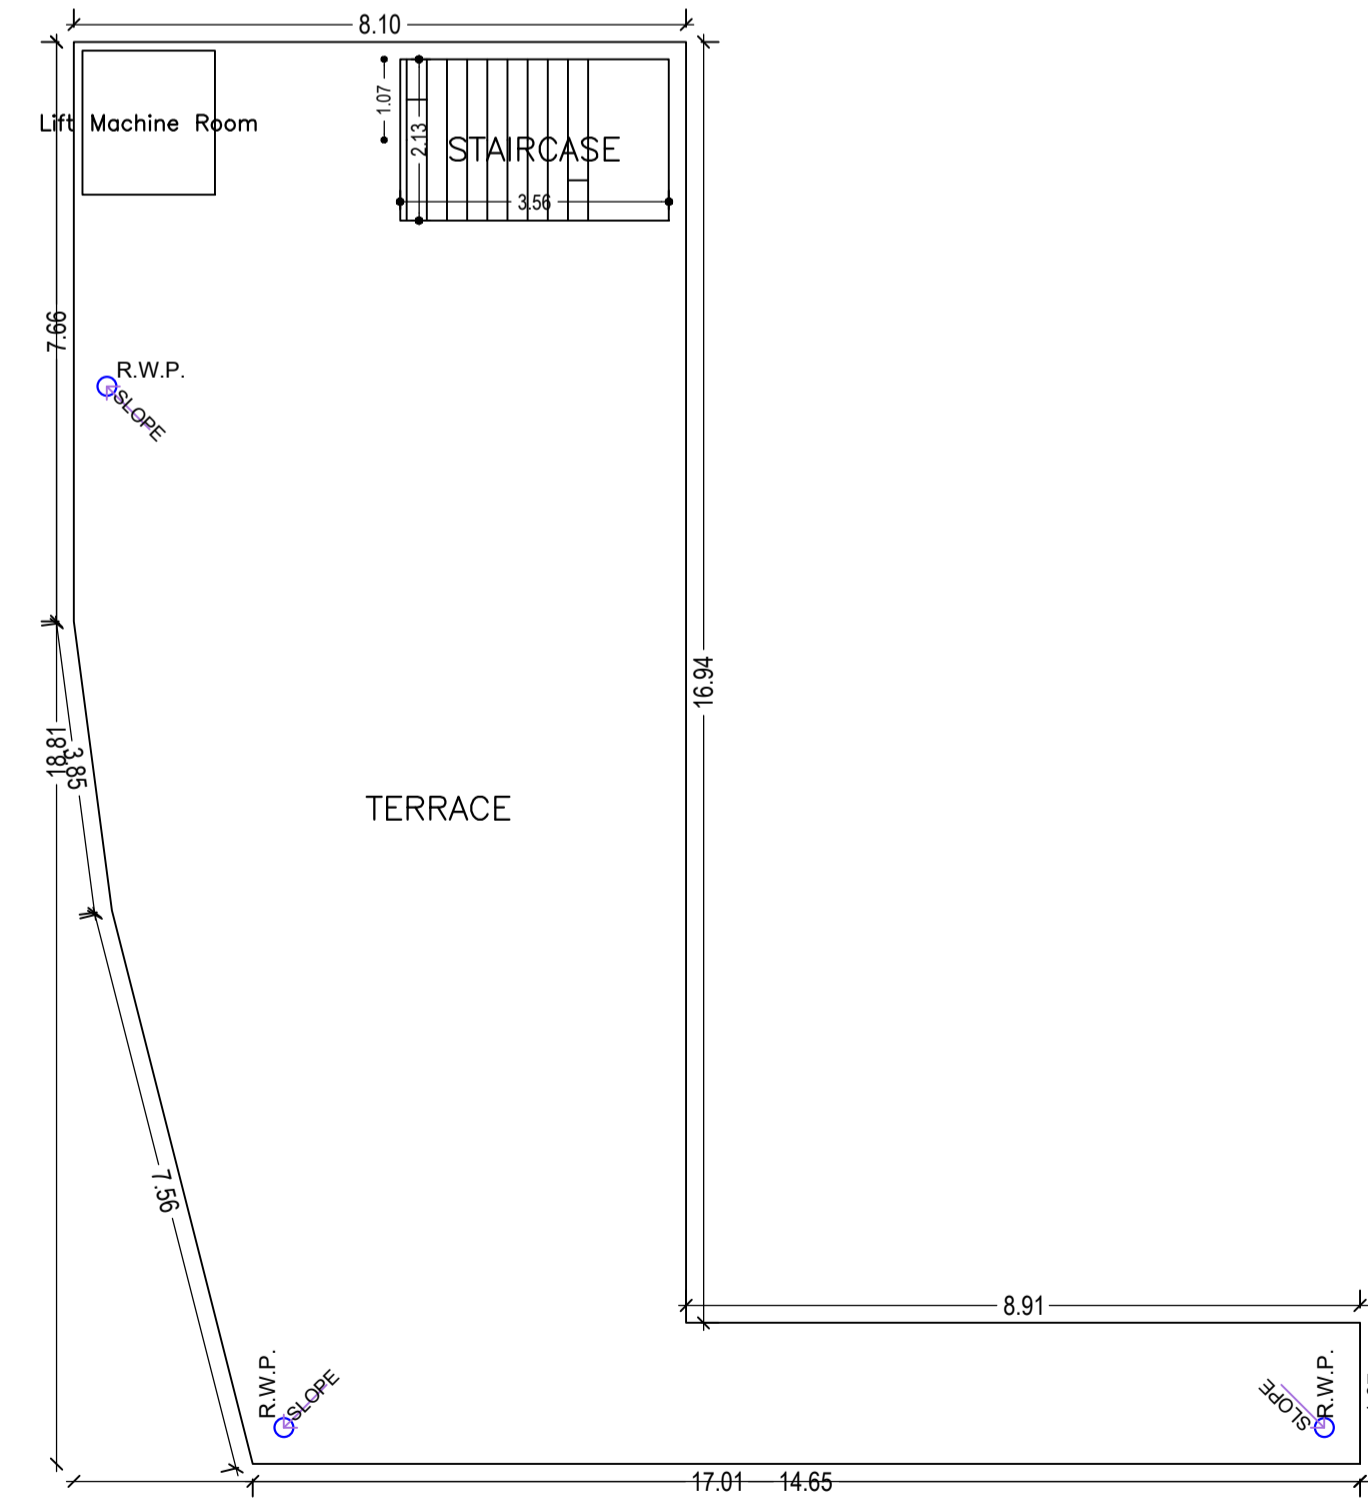 8.10
1.07
Lift Machine Room
2.13
STAIRCASE
3.56
7.66
R.W.P.
SLOPE
16.94
18.81
3.85
TERRACE
7.56
8.91
R.W.P.
SLOPE
SLOPE
R.W.P.
17.01
14.65